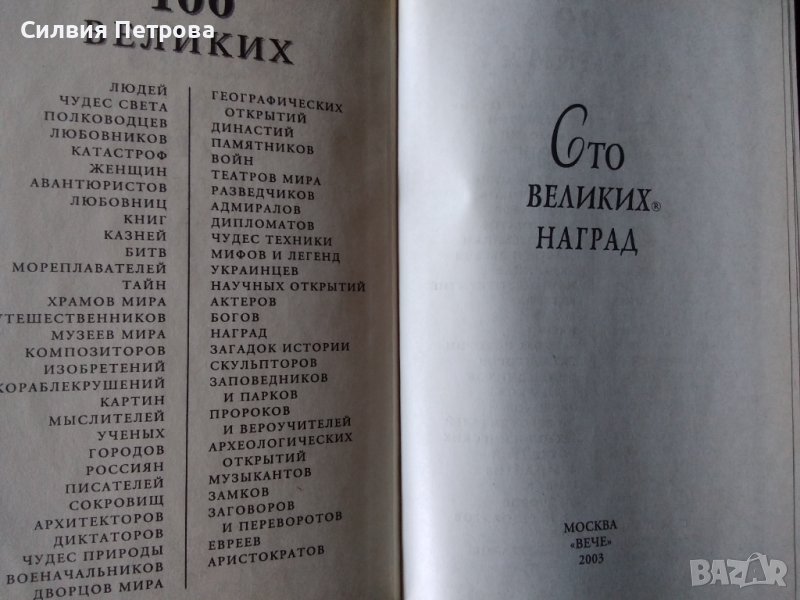 Силвия Петрова
100
ВЕЛИКИХ
ЛЮДЕЙ
ЧУДЕС СВЕТА
ПОЛКОВОДЦЕВ
ЛЮБОВНИКОВ
КАТАСТРОФ
ЖЕНЩИН
АВАНТЮРИСТОВ
ЛЮБОВНИЦ
КНИГ
КАЗНЕЙ
БИТВ
МОРЕПЛАВАТЕЛЕЙ
ТАЙН
ХРАМОВ МИРА
УТЕШЕСТВЕННИКОВ
МУЗЕЕВ МИРА
КОМПОЗИТОРОВ
ИЗОБРЕТЕНИЙ
КОРАБЛЕКРУШЕНИЙ
КАРТИН
МЫСЛИТЕЛЕЙ
УЧЕНЫХ
ГОРОДОВ
РОССИЯН
ПИСАТЕЛЕЙ
СОКРОВИЩ
АРХИТЕКТОРОВ
ДИКТАТОРОВ
ЧУДЕС ПРИРОДЫ
ВОЕНАЧАЛЬНИКОВ
ДВОРЦОВ МИРА
ГЕОГРАФИЧЕСКИХ
ОТКРЫТИЙ
ДИНАСТИЙ
ПАМЯТНИКОВ
ВОЙН
ТЕАТРОВ МИРА
РАЗВЕДЧИКОВ
АДМИРАЛОВ
ДИПЛОМАТОВ
ЧУДЕС ТЕХНИКИ
МИФОВ И ЛЕГЕНД
УКРАИНЦЕВ
НАУЧНЫХ ОТКРЫТИЙ
АКТЕРОВ
БОГОВ
НАГРАД
ЗАГАДОК ИСТОРИИ
СКУЛЬПТОРОВ
ЗАПОВЕДНИКОВ
И ПАРКОВ
ПРОРОКОВ
И ВЕРОУЧИТЕЛЕЙ
АРХЕОЛОГИЧЕСКИХ
ОТКРЫТИЙ
МУЗЫКАНТОВ
ЗАМКОВ
ЗАГОВОРОВ
И ПЕРЕВОРОТОВ
ЕВРЕЕВ
АРИСТОКРАТОВ
Сто
ВЕЛИКИХ®
НАГРАД
МОСКВА
«ВЕЧЕ»
2003
BAZAR